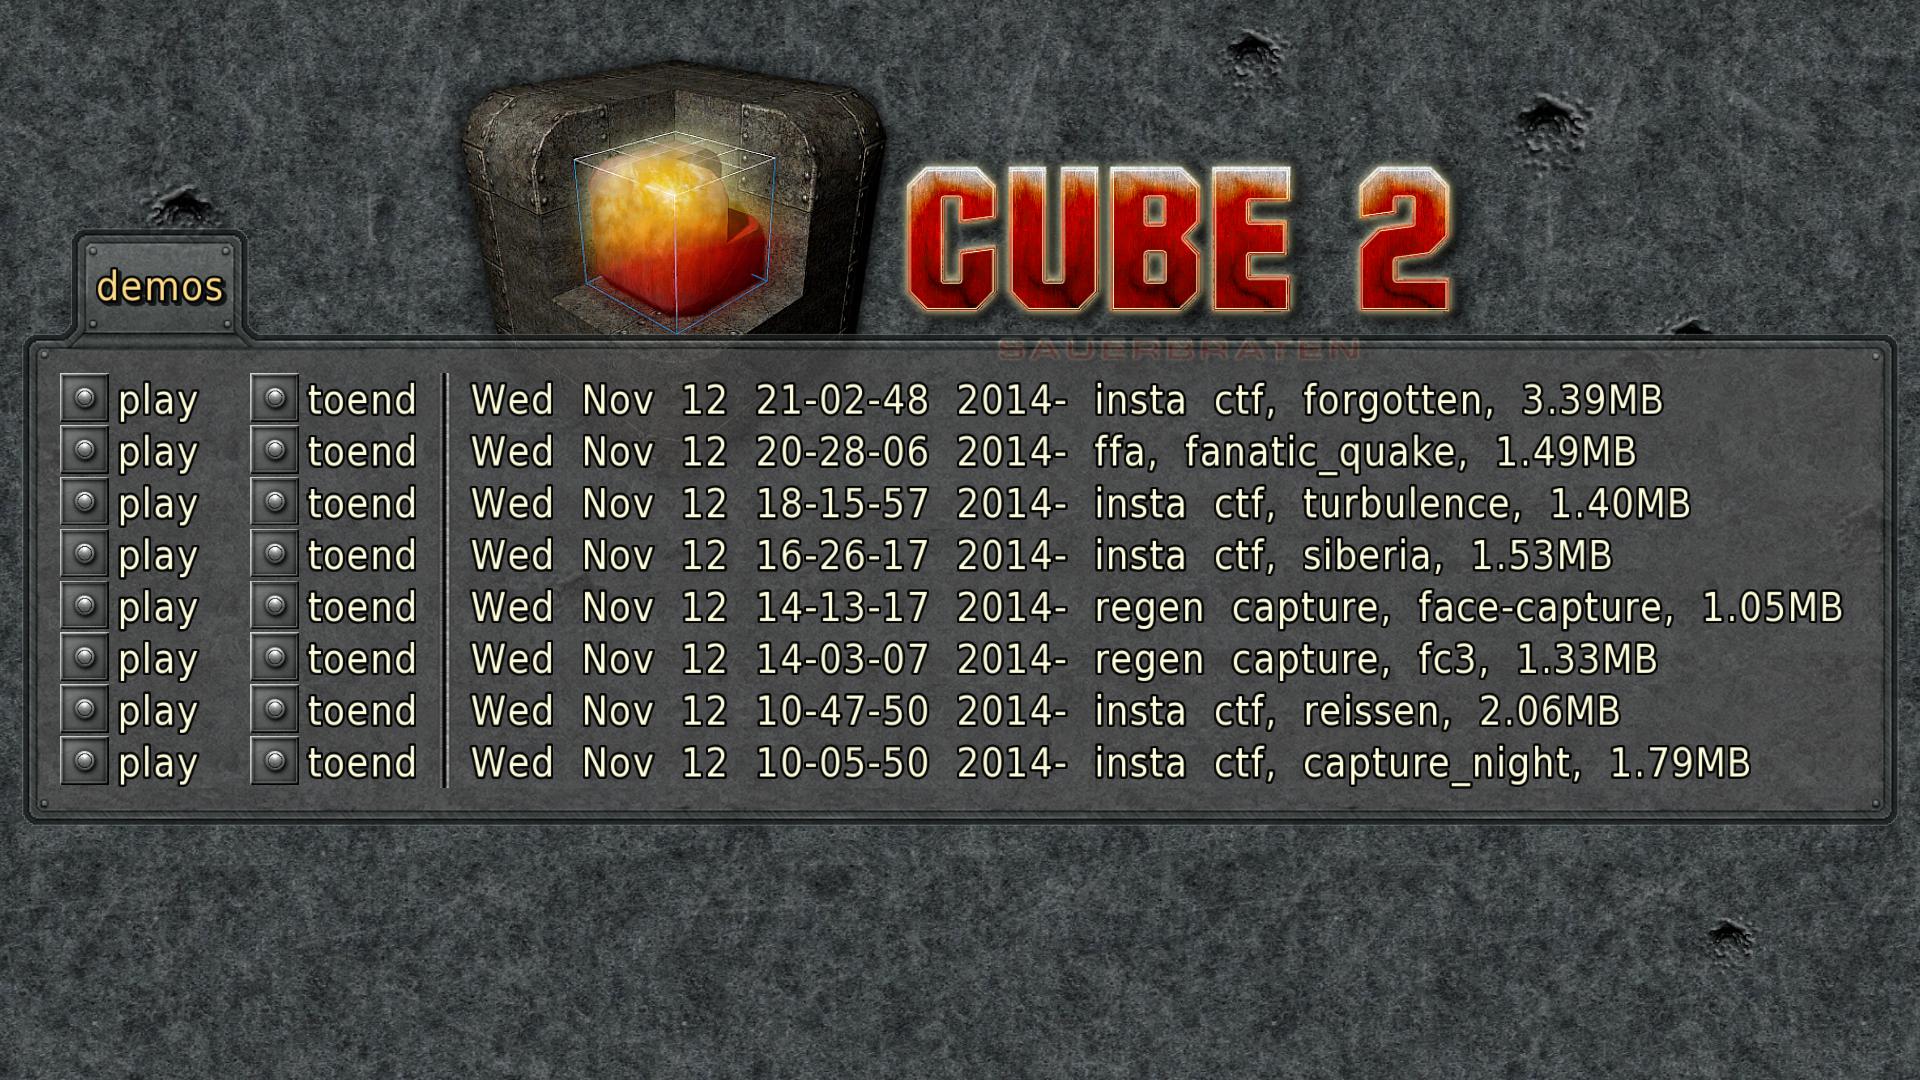 CUBE 2
demos
SAUERBRATEN
play toend Wed Nov 12 21-02-48 2014- insta ctf, forgotten, 3.39MB
play toend Wed Nov 12 20-28-06 2014- ffa, fanatic_quake, 1.49MB
play toend Wed Nov 12 18-15-57 2014- insta ctf, turbulence, 1.40MB
play toend Wed Nov 12 16-26-17 2014- insta ctf, siberia, 1.53MB
play toend Wed Nov 12 14-13-17 2014- regen capture, face-capture, 1.05MB
play toend Wed Nov 12 14-03-07 2014- regen capture, fc3, 1.33MB
play toend Wed Nov 12 10-47-50 2014- insta ctf, reissen, 2.06MB
play toend Wed Nov 12 10-05-50 2014- insta ctf, capture_night, 1.79MB